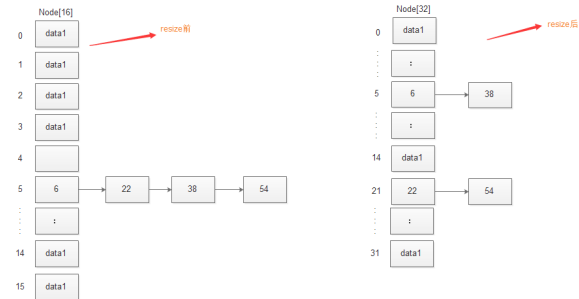 Node[16]
resize前
0 data1
1 data1
2 data1
3 data1
4
5 6 22 38 54
:
14 data1
15 data1
Node[32]
resize后
0 data1
:
5 6 38
:
14 data1
21 22 54
:
31 data1